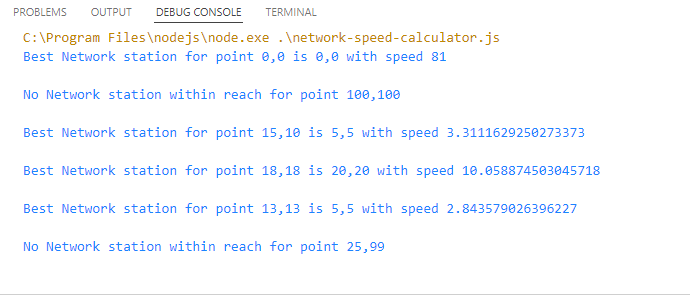 PROBLEMS OUTPUT DEBUG CONSOLE TERMINAL
C:\Program Files\nodejs\node.exe .\network-speed-calculator.js
Best Network station for point 0,0 is 0,0 with speed 81
No Network station within reach for point 100,100
Best Network station for point 15,10 is 5,5 with speed 3.3111629250273373
Best Network station for point 18,18 is 20,20 with speed 10.058874503045718
Best Network station for point 13,13 is 5,5 with speed 2.843579026396227
No Network station within reach for point 25,99